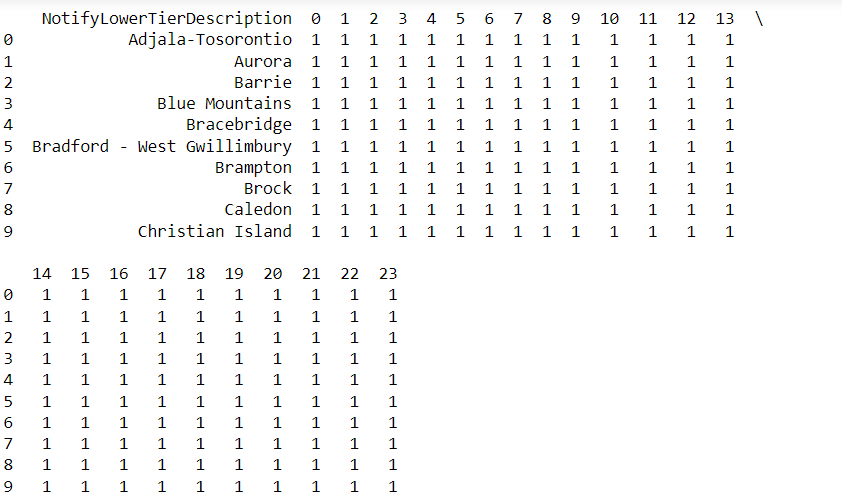 NotifyLowerTierDescription 0 1 2 3 4 5 6 7 8 9 10 11 12 13 \
0 Adjala-Tosorontio 1 1 1 1 1 1 1 1 1 1 1 1 1 1
1 Aurora 1 1 1 1 1 1 1 1 1 1 1 1 1 1
2 Barrie 1 1 1 1 1 1 1 1 1 1 1 1 1 1
3 Blue Mountains 1 1 1 1 1 1 1 1 1 1 1 1 1 1
4 Bracebridge 1 1 1 1 1 1 1 1 1 1 1 1 1 1
5 Bradford - West Gwillimbury 1 1 1 1 1 1 1 1 1 1 1 1 1 1
6 Brampton 1 1 1 1 1 1 1 1 1 1 1 1 1 1
7 Brock 1 1 1 1 1 1 1 1 1 1 1 1 1 1
8 Caledon 1 1 1 1 1 1 1 1 1 1 1 1 1 1
9 Christian Island 1 1 1 1 1 1 1 1 1 1 1 1 1 1
14 15 16 17 18 19 20 21 22 23
0 1 1 1 1 1 1 1 1 1 1
1 1 1 1 1 1 1 1 1 1 1
2 1 1 1 1 1 1 1 1 1 1
3 1 1 1 1 1 1 1 1 1 1
4 1 1 1 1 1 1 1 1 1 1
5 1 1 1 1 1 1 1 1 1 1
6 1 1 1 1 1 1 1 1 1 1
7 1 1 1 1 1 1 1 1 1 1
8 1 1 1 1 1 1 1 1 1 1
9 1 1 1 1 1 1 1 1 1 1